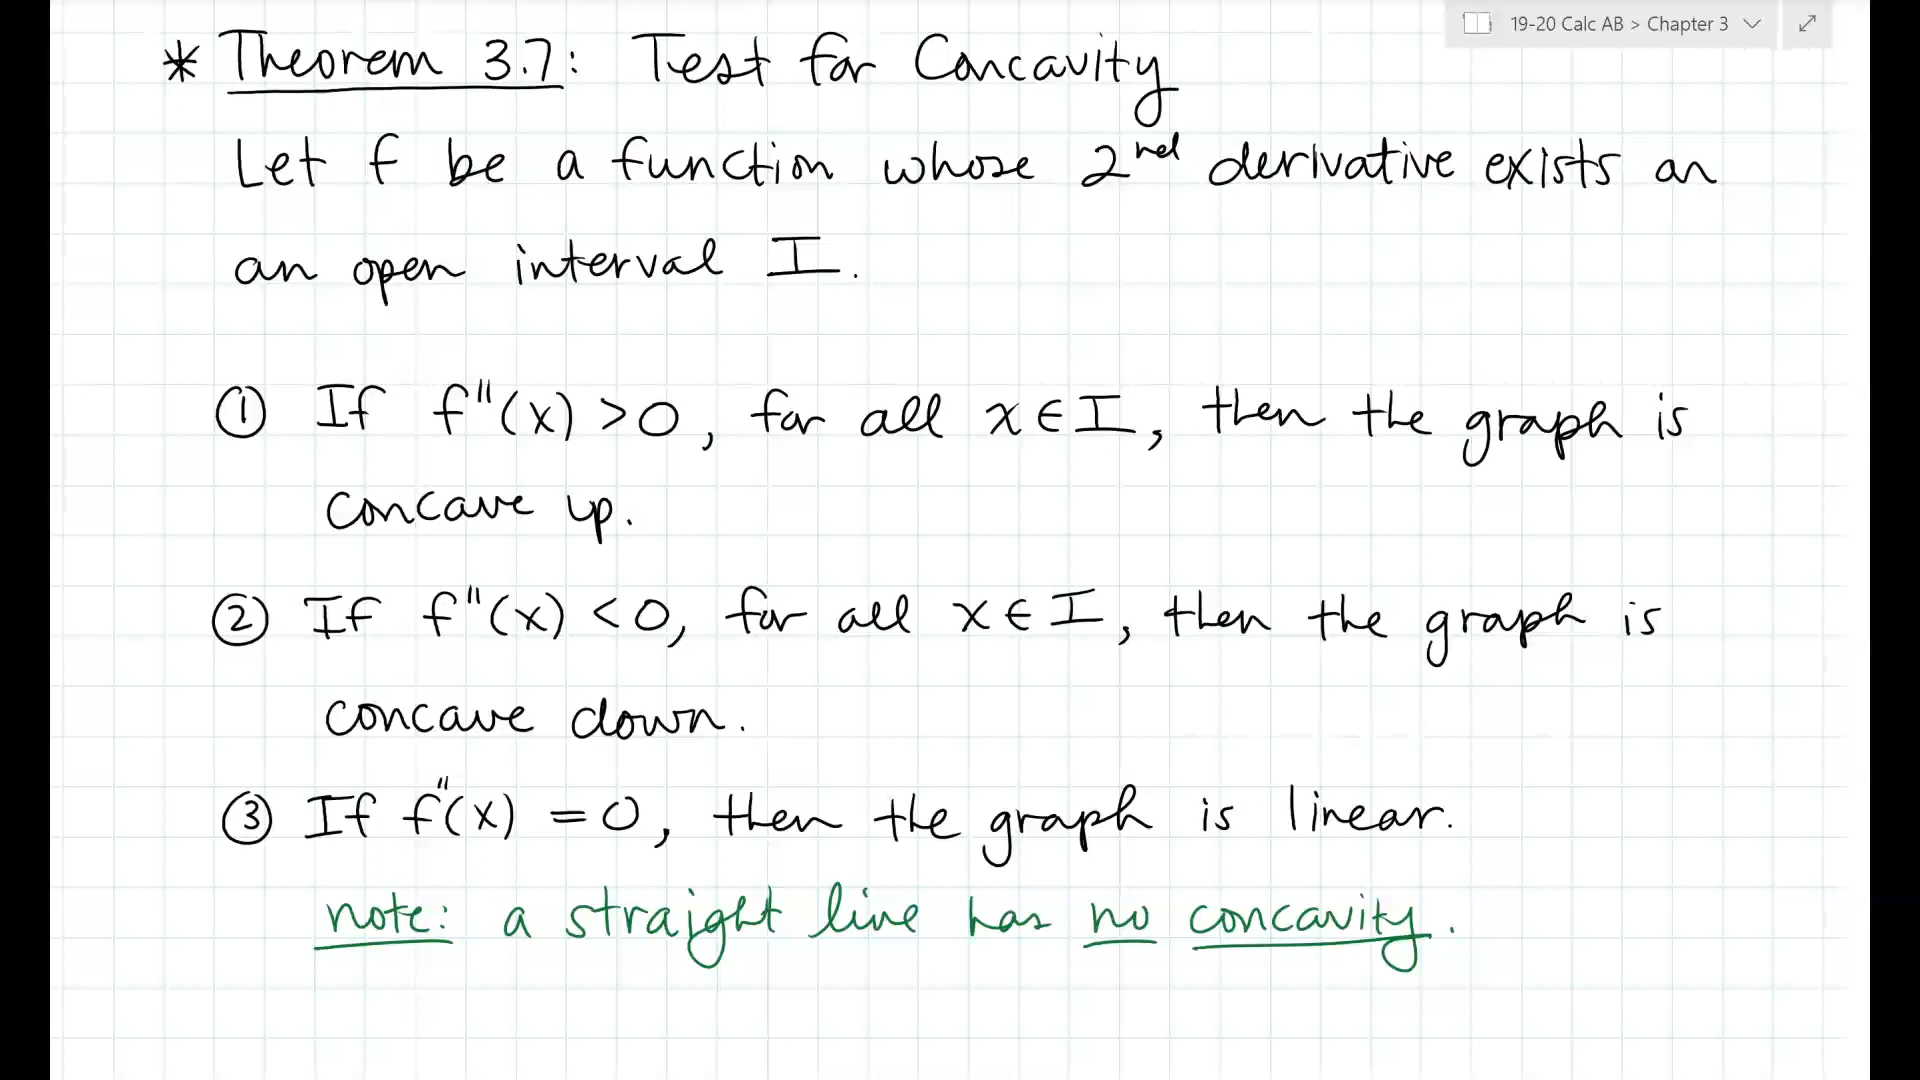 19-20 Calc AB > Chapter 3
* Theorem 3.7: Test for Concavity
Let f be a function whose 2nd derivative exists on
an open interval I.
① If f"(x) >0, for all x∈I, then the graph is
concave up.
② If f"(x) <0, for all x∈I, then the graph is
concave down.
③ If f"(x) =0, then the graph is linear.
note: a straight line has no concavity.